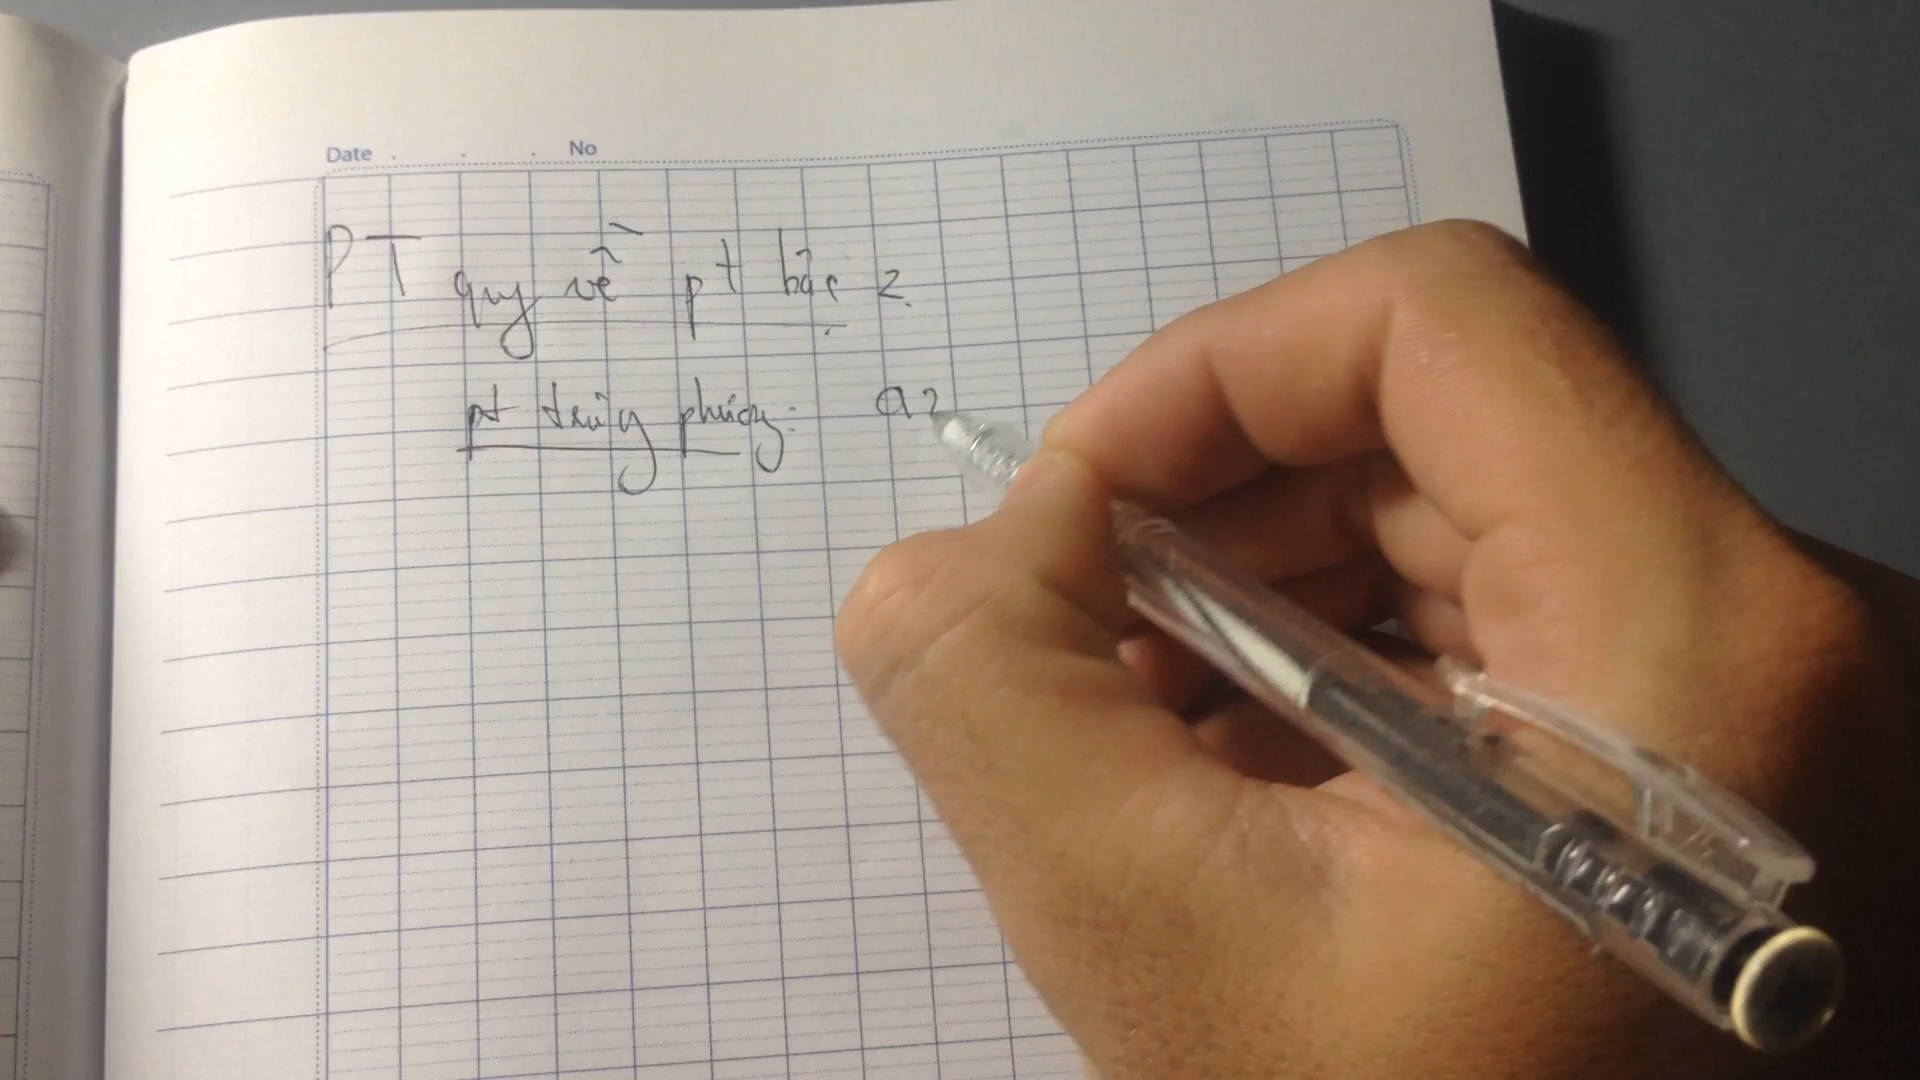 Date . . . No
PT quy về pt bậc 2.
pt trùng phương: a